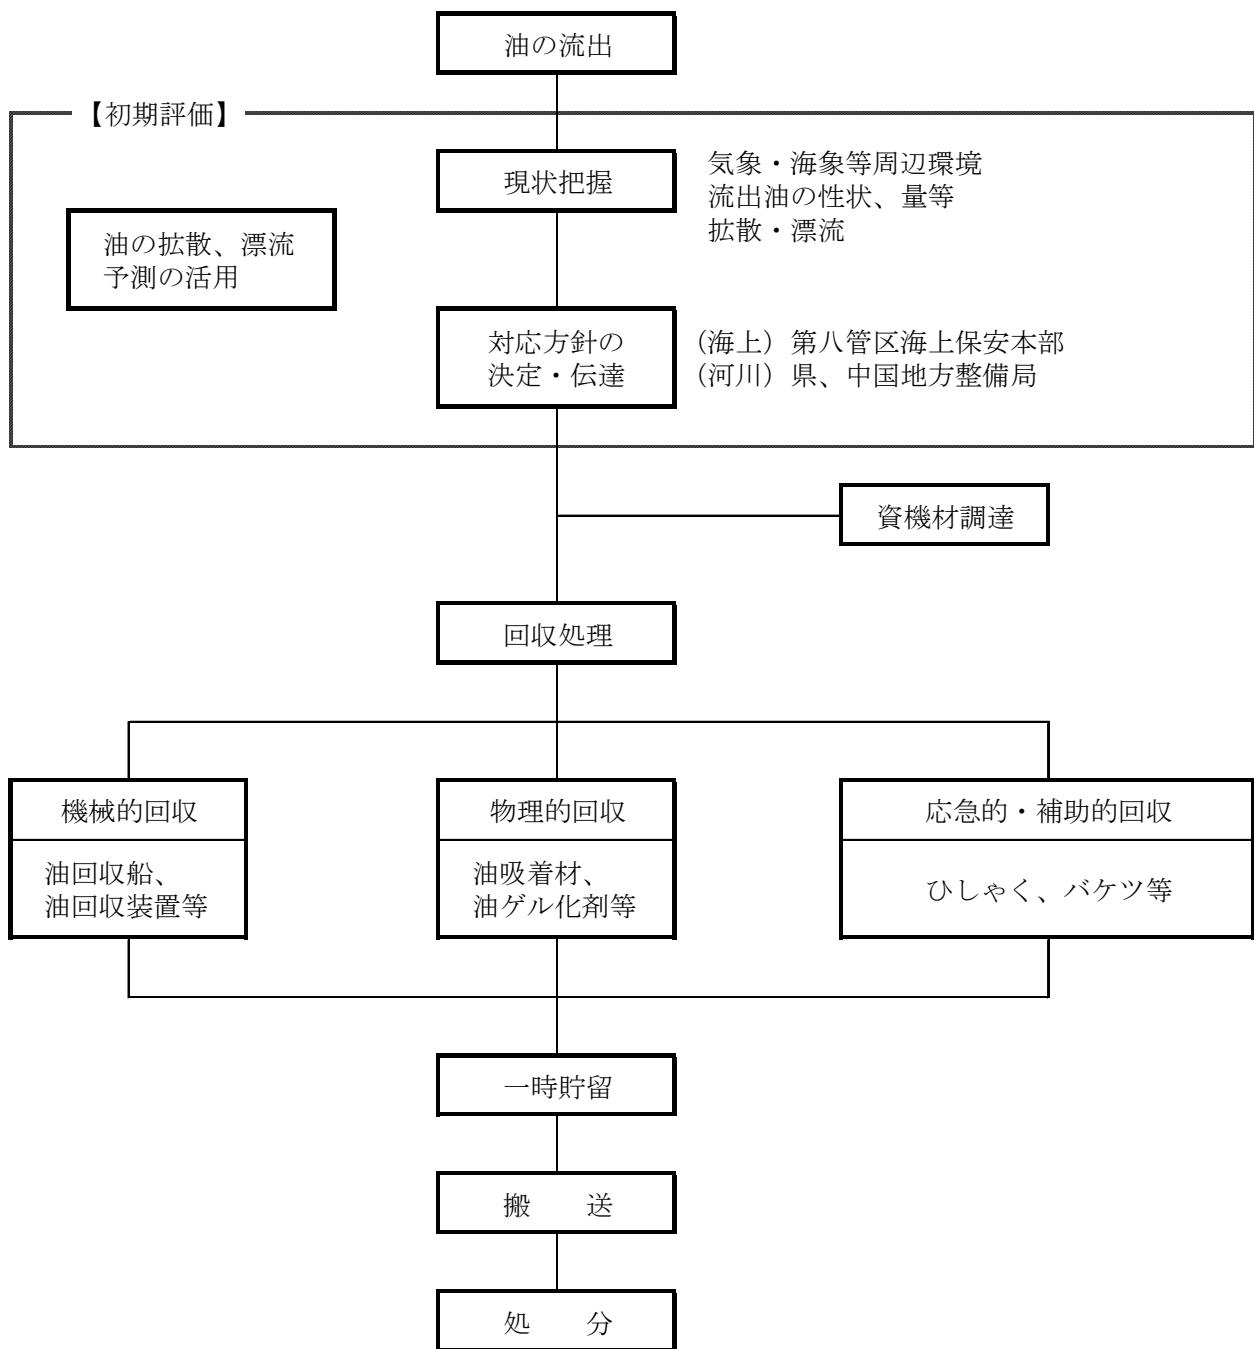 油の流出
【初期評価】
現状把握
気象・海象等周辺環境
流出油の性状、量等
拡散・漂流
油の拡散、漂流
予測の活用
対応方針の
決定・伝達
(海上)第八管区海上保安本部
(河川)県、中国地方整備局
資機材調達
回収処理
機械的回収
油回収船、
油回収装置等
物理的回収
油吸着材、
油ゲル化剤等
応急的・補助的回収
ひしゃく、バケツ等
一時貯留
搬　　送
処　　分